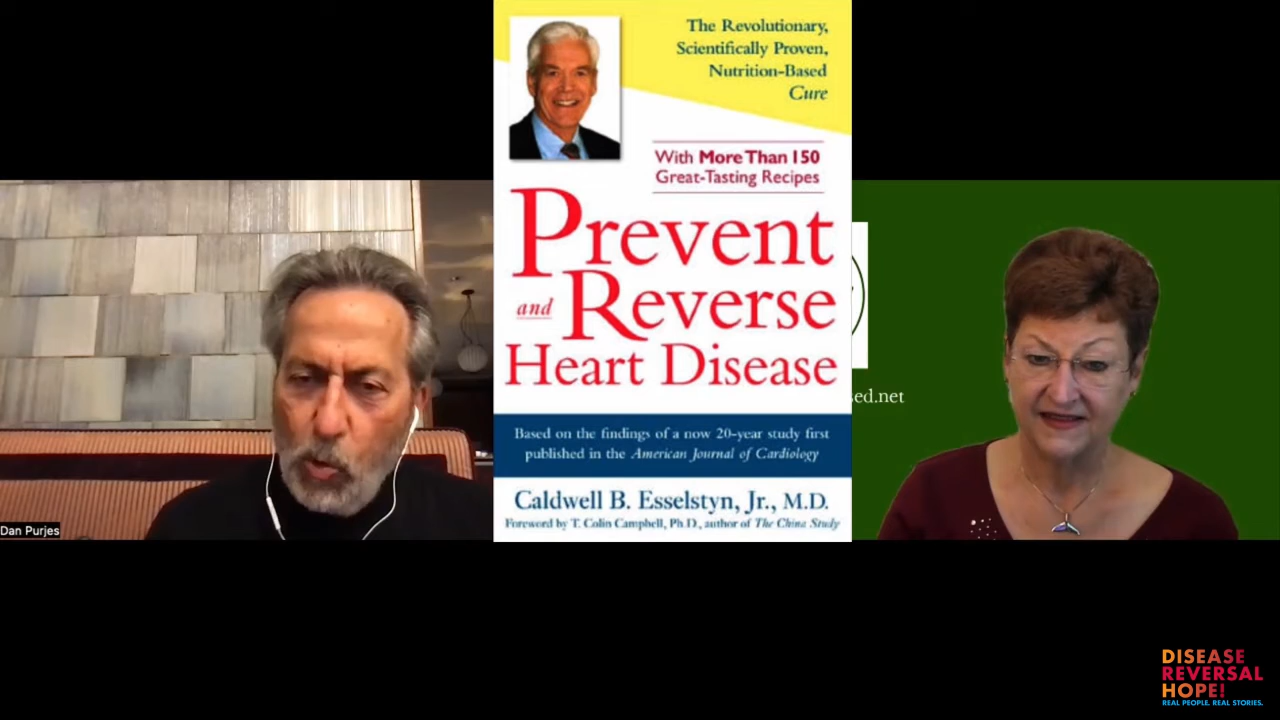 The Revolutionary,
Scientifically Proven,
Nutrition-Based
Cure
With More Than 150
Great-Tasting Recipes
Prevent
and Reverse
Heart Disease
Based on the findings of a now 20-year study first
published in the American Journal of Cardiology
Caldwell B. Esselstyn, Jr., M.D.
Foreword by T. Colin Campbell, Ph.D., author of The China Study
sed.net
Dan Purjes
DISEASE
REVERSAL
HOPE!
REAL PEOPLE. REAL STORIES.